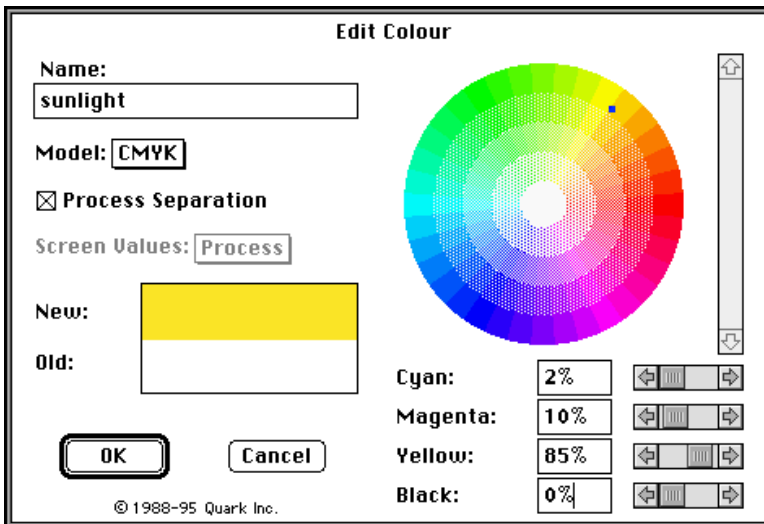 Edit Colour
Name:
sunlight
Model: CMYK
Process Separation
Screen Values: Process
New:
Old:
OK
Cancel
© 1988-95 Quark Inc.
Cyan: 2%
Magenta: 10%
Yellow: 85%
Black: 0%